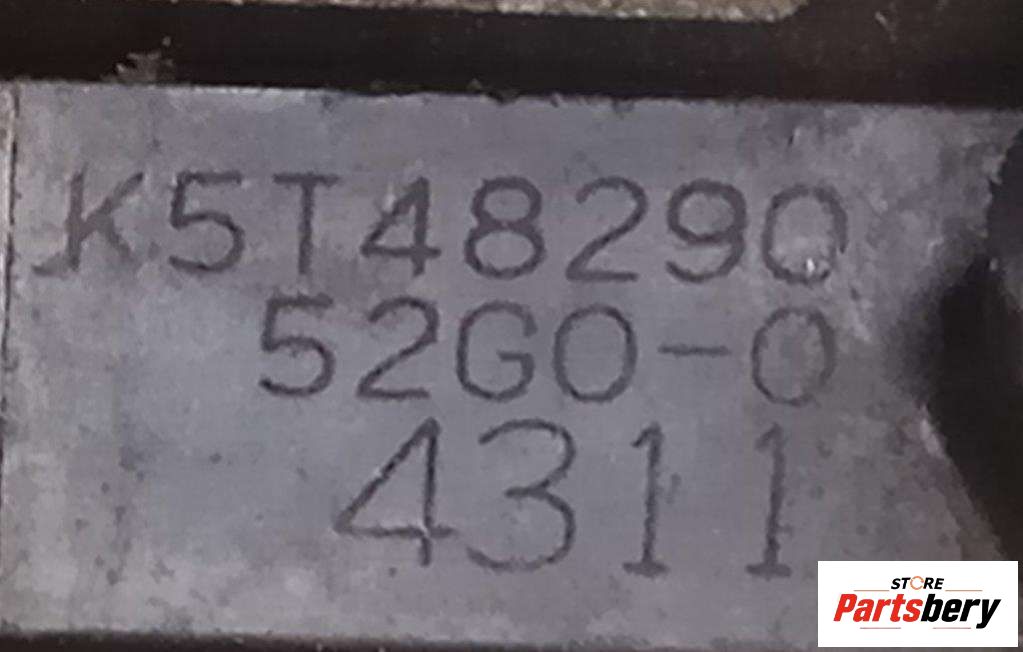 K5T48290
52G0-0
4311
STORE
Partsbery